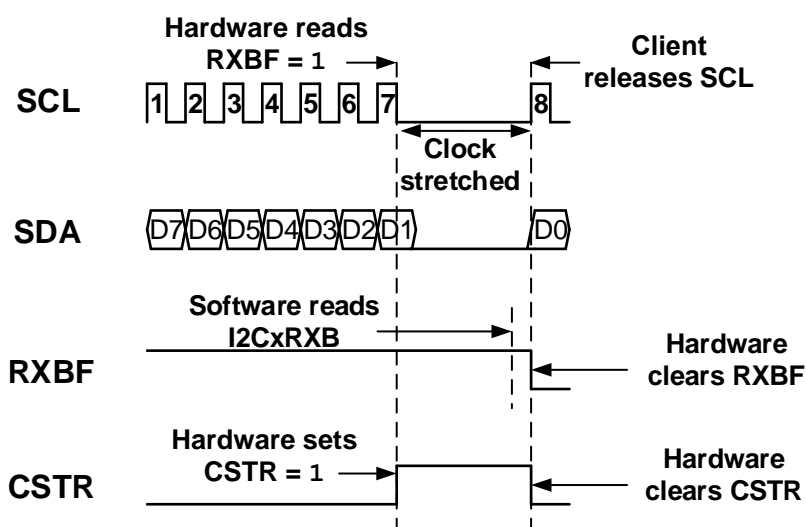 Hardware reads
RXBF = 1
Client
releases SCL
SCL
1 2 3 4 5 6 7 8
Clock
stretched
SDA
D7 D6 D5 D4 D3 D2 D1 D0
Software reads
I2CxRXB
RXBF
Hardware
clears RXBF
Hardware sets
CSTR = 1
CSTR
Hardware
clears CSTR